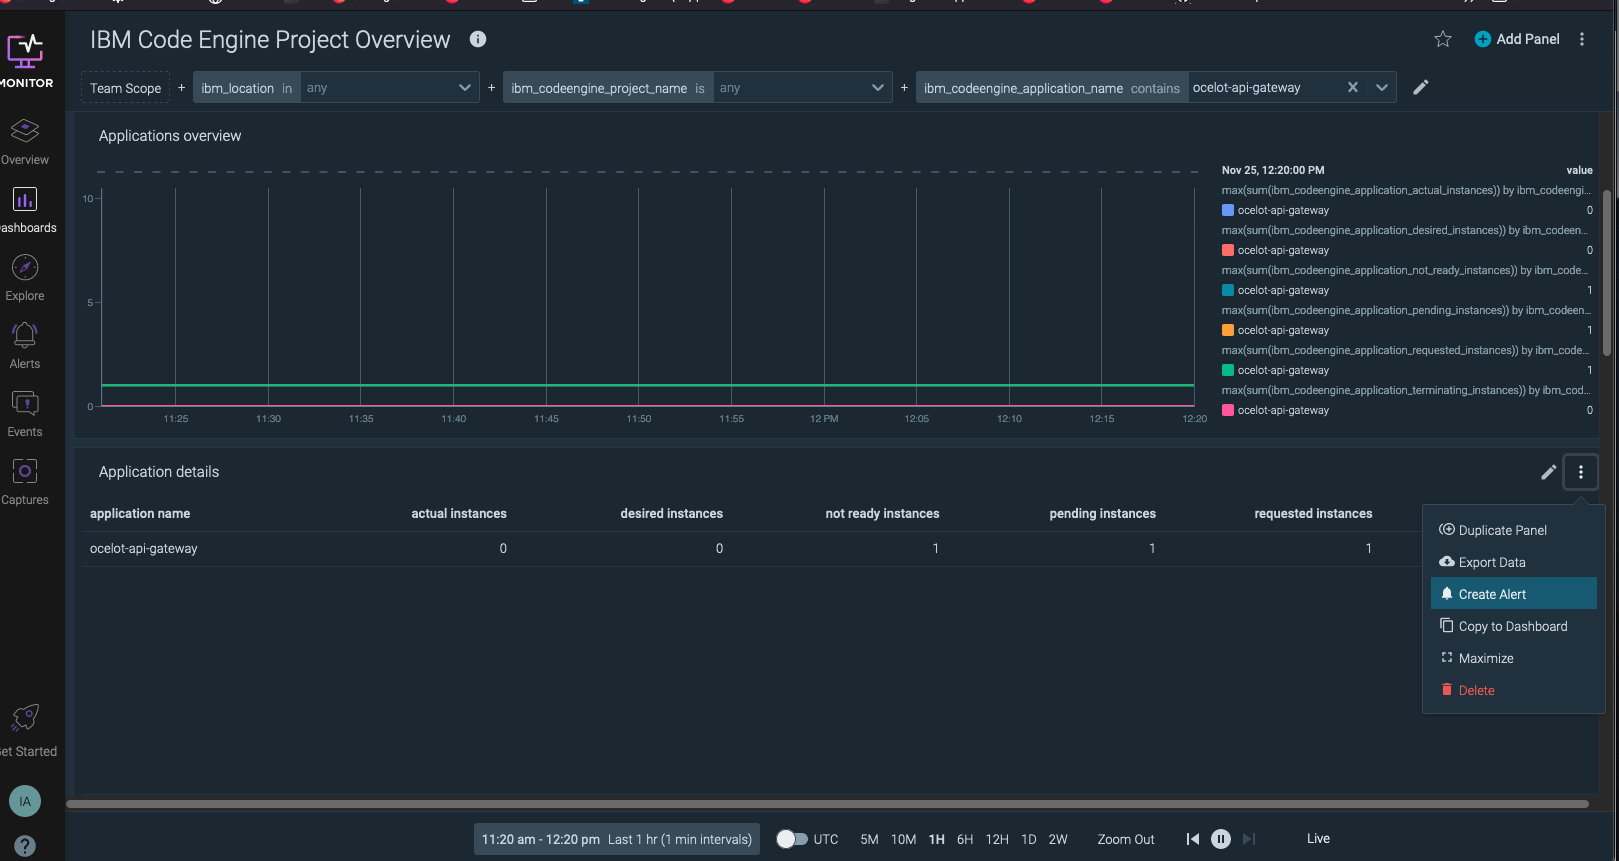 IBM Code Engine Project Overview
Add Panel
MONITOR
Team Scope + ibm_location in any + ibm_codeengine_project_name is any + ibm_codeengine_application_name contains ocelot-api-gateway
Overview
Dashboards
Explore
Alerts
Events
Captures
Get Started
IA
Applications overview
10
5
0
11:25 11:30 11:35 11:40 11:45 11:50 11:55 12 PM 12:05 12:10 12:15 12:20
Nov 25, 12:20:00 PM value
max(sum(ibm_codeengine_application_actual_instances)) by ibm_codeengi...
ocelot-api-gateway 0
max(sum(ibm_codeengine_application_desired_instances)) by ibm_codeen...
ocelot-api-gateway 0
max(sum(ibm_codeengine_application_not_ready_instances)) by ibm_code...
ocelot-api-gateway 1
max(sum(ibm_codeengine_application_pending_instances)) by ibm_codeen...
ocelot-api-gateway 1
max(sum(ibm_codeengine_application_requested_instances)) by ibm_code...
ocelot-api-gateway 1
max(sum(ibm_codeengine_application_terminating_instances)) by ibm_cod...
ocelot-api-gateway 0
Application details
application name actual instances desired instances not ready instances pending instances requested instances
ocelot-api-gateway 0 0 1 1 1
Duplicate Panel
Export Data
Create Alert
Copy to Dashboard
Maximize
Delete
11:20 am - 12:20 pm Last 1 hr (1 min intervals) UTC 5M 10M 1H 6H 12H 1D 2W Zoom Out Live